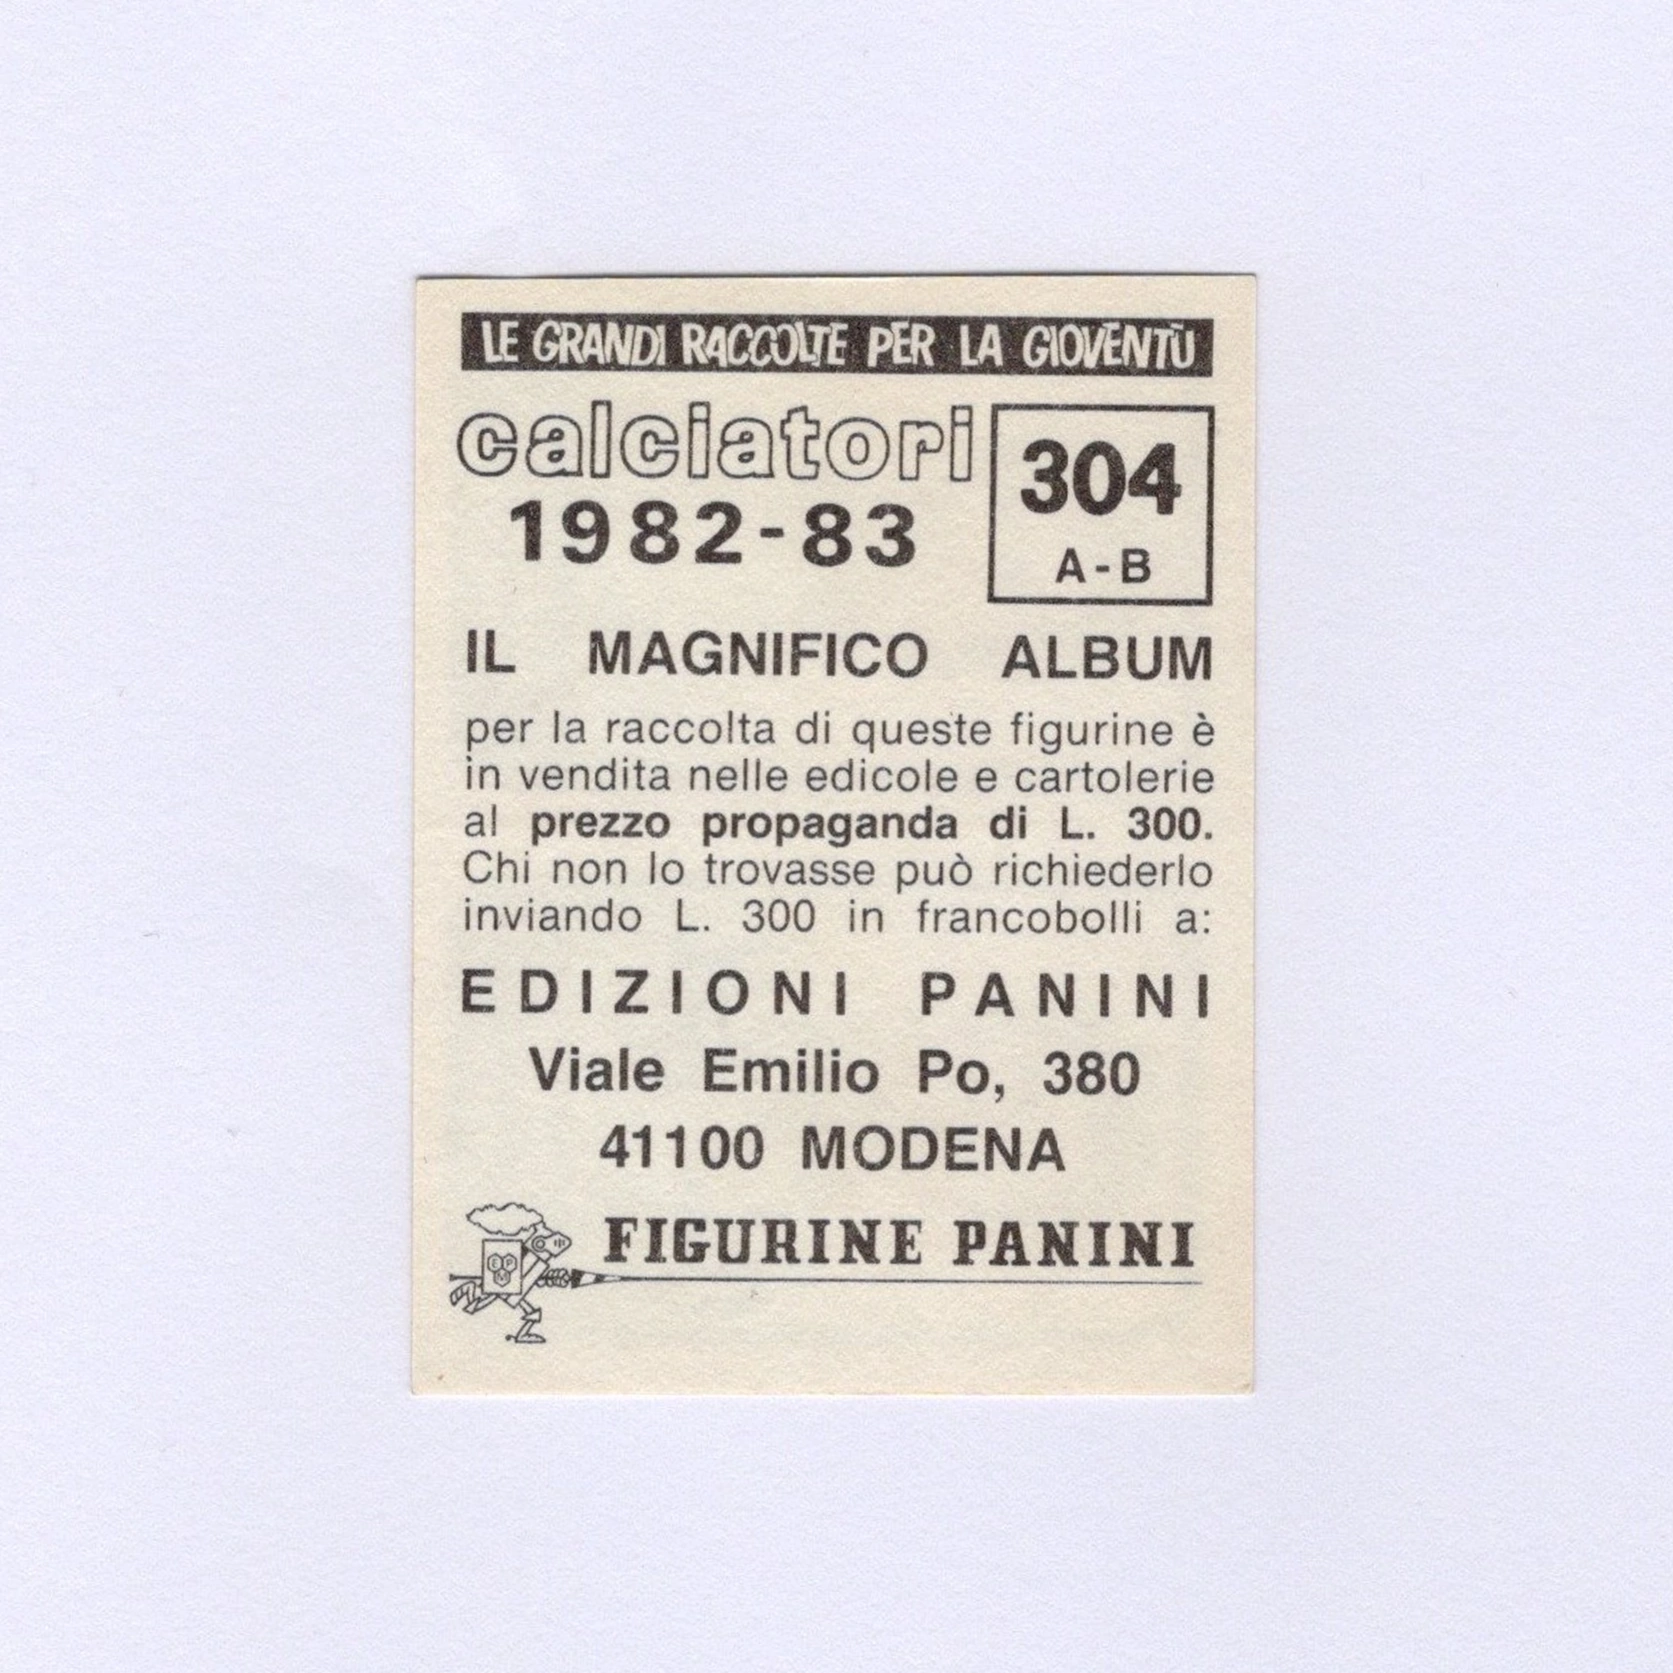 LE GRANDI RACCOLTE PER LA GIOVENTÙ
calciatori
1982-83
304
A-B
IL MAGNIFICO ALBUM
per la raccolta di queste figurine è
in vendita nelle edicole e cartolerie
al prezzo propaganda di L. 300.
Chi non lo trovasse può richiederlo
inviando L. 300 in francobolli a:
EDIZIONI PANINI
Viale Emilio Po, 380
41100 MODENA
FIGURINE PANINI
EPM